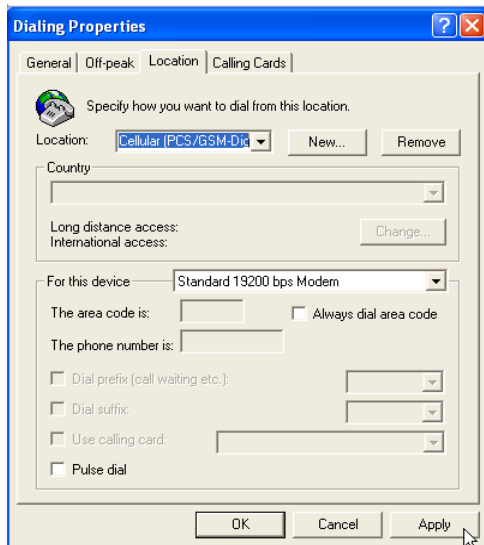 Dialing Properties
General Off-peak Location Calling Cards
Specify how you want to dial from this location.
Location: Cellular (PCS/GSM-Dic New... Remove
Country
Long distance access:
International access:
Change...
For this device Standard 19200 bps Modem
The area code is: Always dial area code
The phone number is:
Dial prefix (call waiting etc.):
Dial suffix:
Use calling card:
Pulse dial
OK Cancel Apply